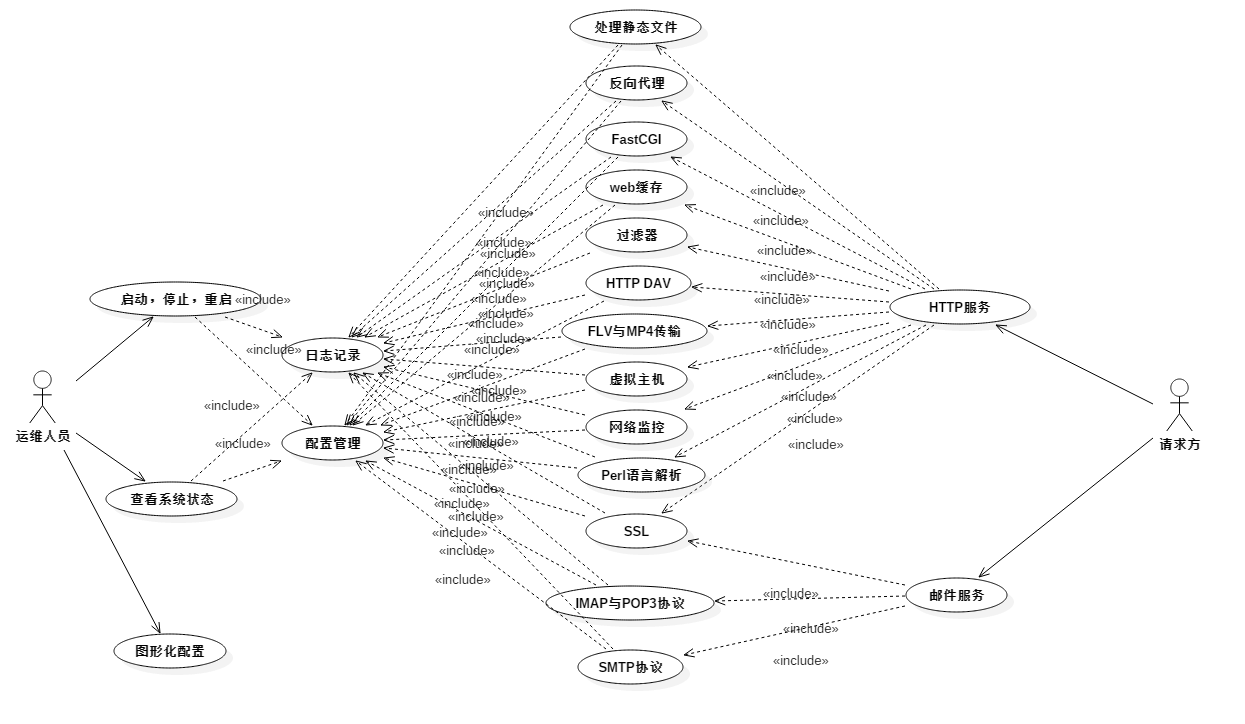 处理静态文件
反向代理
FastCGI
web缓存
«include»
«include»
«include»
过滤器
«include»
«include»
«include»
«include»
«include»
«include»
HTTP DAV
«include»
启动，停止，重启
«include»
«include»
«include»
HTTP服务
«include»
«include»
FLV与MP4传输
«include»
«include»
«include»
«include»
«include»
日志记录
«include»
«include»
虚拟主机
运维人员
«include»
«include»
«include»
«include»
«include»
«include»
«include»
网络监控
«include»
配置管理
«include»
«include»
«include»
«include»
请求方
«include»
«include»
Perl语言解析
查看系统状态
«include»
«include»
«include»
«include»
SSL
«include»
«include»
«include»
邮件服务
IMAP与POP3协议
«include»
图形化配置
«include»
SMTP协议